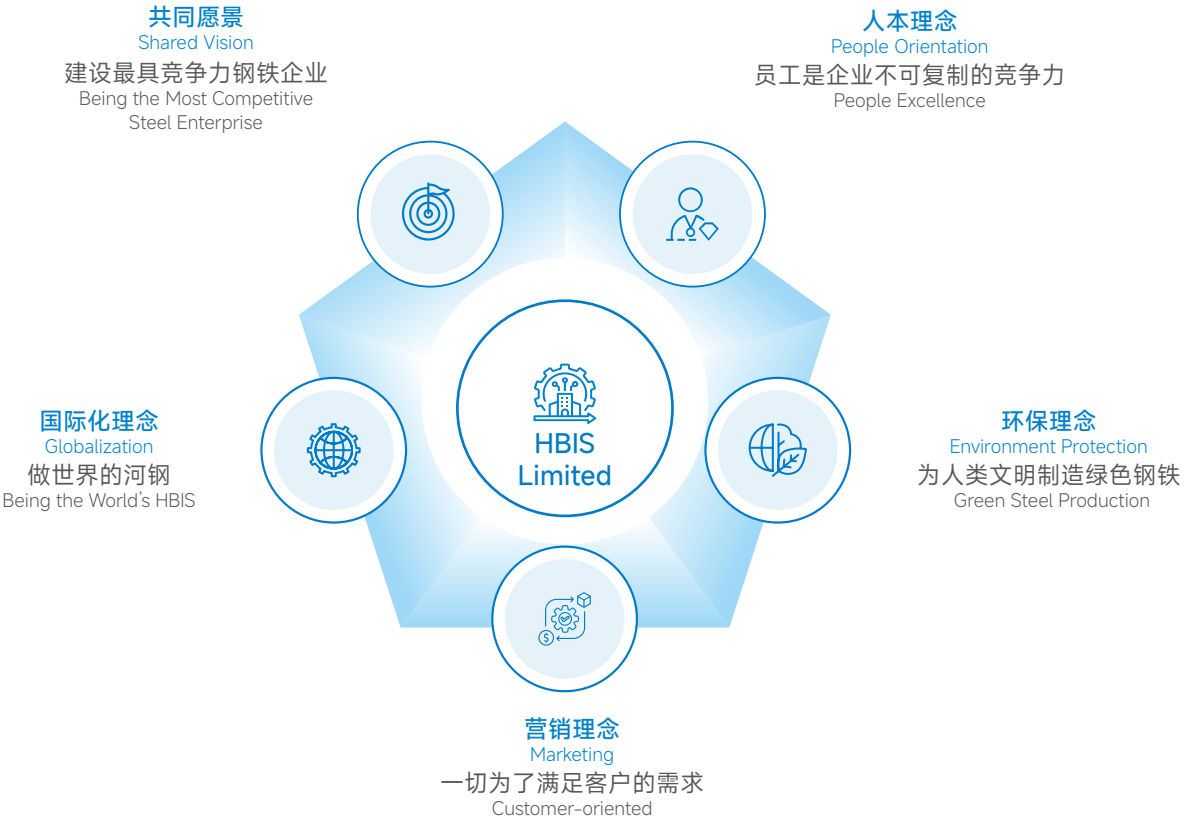 共同愿景
Shared Vision
建设最具竞争力钢铁企业
Being the Most Competitive
Steel Enterprise
人本理念
People Orientation
员工是企业不可复制的竞争力
People Excellence
国际化理念
Globalization
做世界的河钢
Being the World's HBIS
HBIS
Limited
环保理念
Environment Protection
为人类文明制造绿色钢铁
Green Steel Production
$
营销理念
Marketing
一切为了满足客户的需求
Customer-oriented